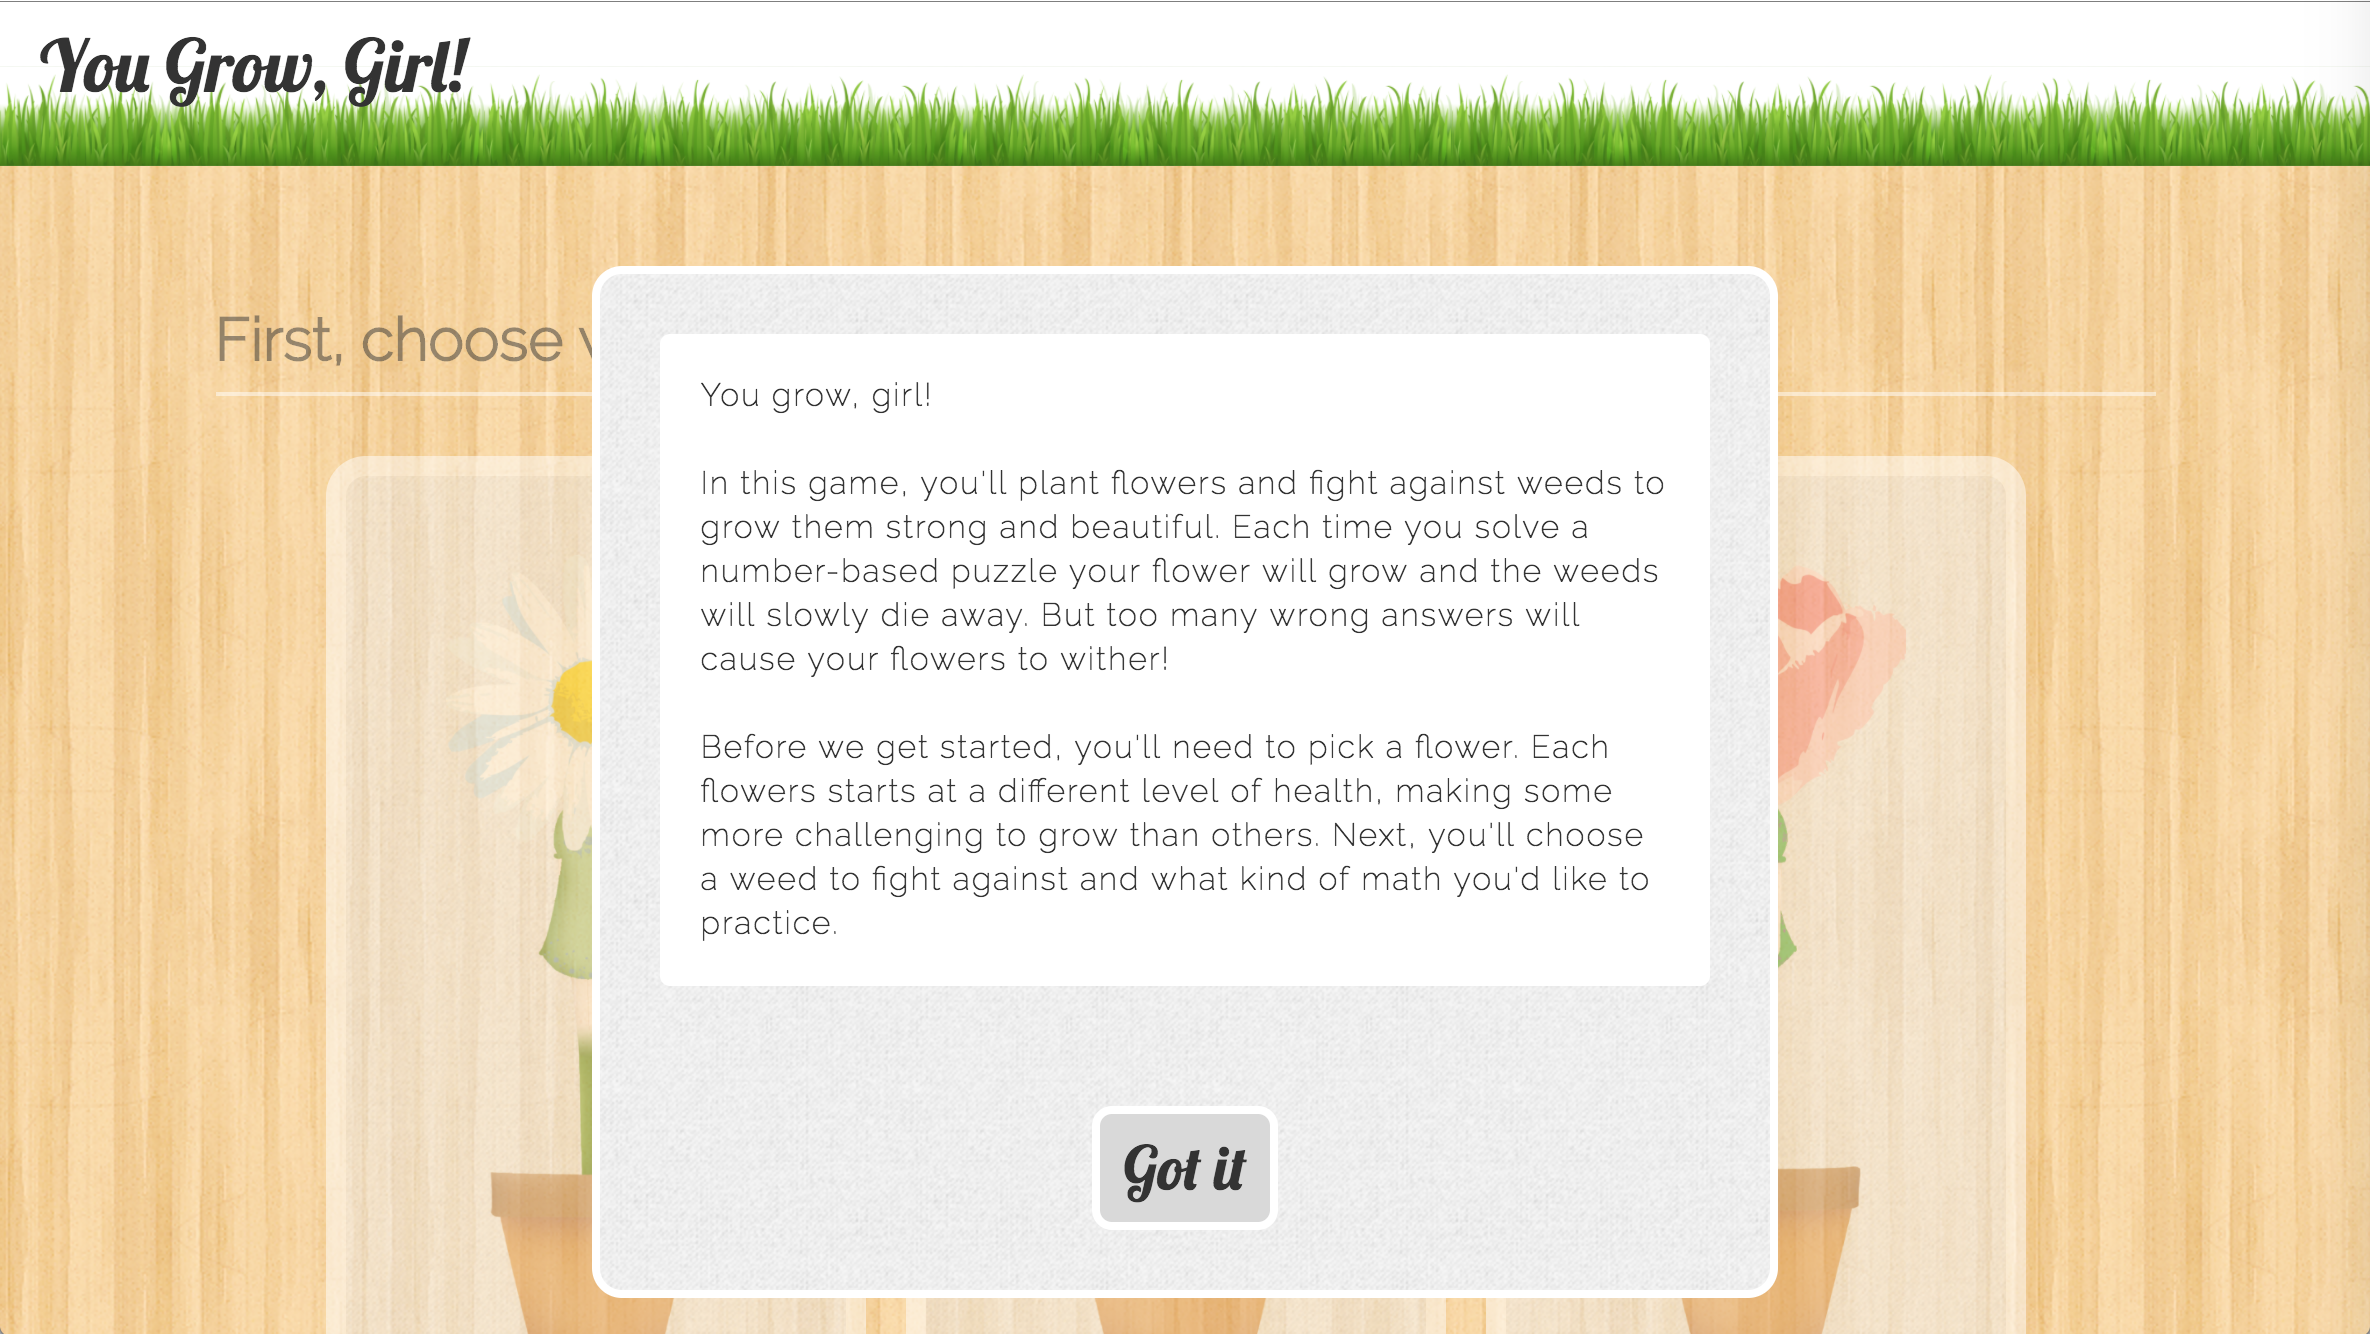 You Grow, Girl!
First, choose
You grow, girl!
In this game, you'll plant flowers and fight against weeds to
grow them strong and beautiful. Each time you solve a
number-based puzzle your flower will grow and the weeds
will slowly die away. But too many wrong answers will
cause your flowers to wither!
Before we get started, you'll need to pick a flower. Each
flowers starts at a different level of health, making some
more challenging to grow than others. Next, you'll choose
a weed to fight against and what kind of math you'd like to
practice.
Got it